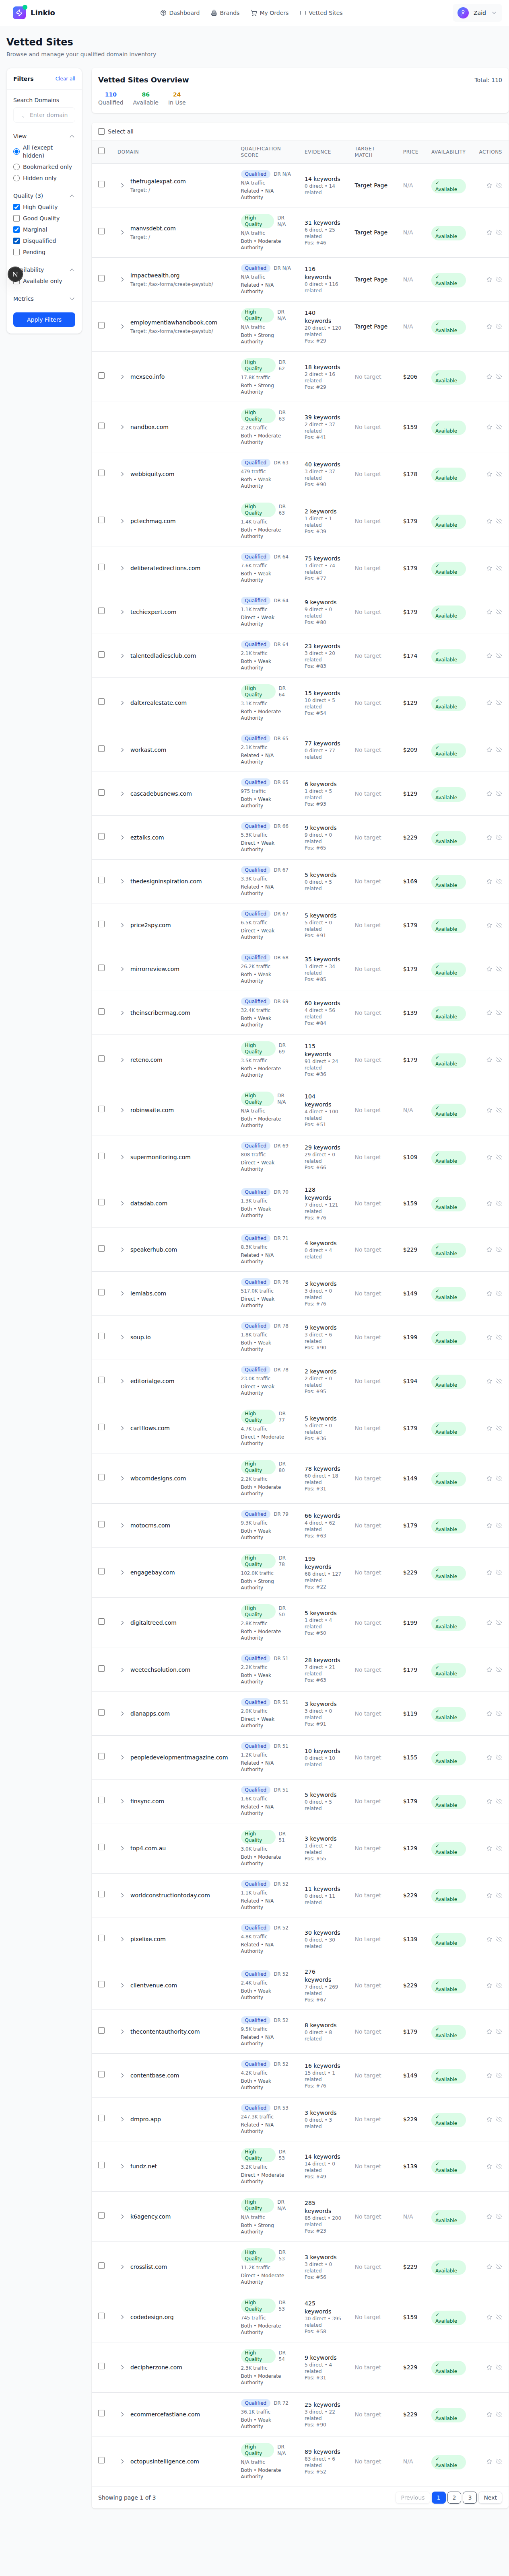 Linkio
Dashboard
Brands
My Orders
Vetted Sites
Zaid
Vetted Sites
Browse and manage your qualified domain inventory
Filters
Clear all
Search Domains
Enter domain
View
All (except
hidden)
Bookmarked only
Hidden only
Quality (3)
High Quality
Good Quality
Marginal
Disqualified
Pending
N
ilability
Available only
Metrics
Apply Filters
Vetted Sites Overview
Total: 110
110 86 24
Qualified Available In Use
Select all
DOMAIN QUALIFICATION SCORE EVIDENCE TARGET MATCH PRICE AVAILABILITY ACTIONS
thefrugalexpat.com
Target: /
Qualified DR N/A
N/A traffic
Related • N/A
Authority
14 keywords
0 direct • 14
related
Target Page
N/A
✓ Available
manvsdebt.com
Target: /
High Quality DR N/A
N/A traffic
Both • Moderate
Authority
31 keywords
6 direct • 25
related
Pos: #46
Target Page
N/A
✓ Available
impactwealth.org
Target: /tax-forms/create-paystub/
Qualified DR N/A
N/A traffic
Related • N/A
Authority
116
keywords
0 direct • 116
related
Target Page
N/A
✓ Available
employmentlawhandbook.com
Target: /tax-forms/create-paystub/
High Quality DR N/A
N/A traffic
Both • Strong
Authority
140
keywords
20 direct • 120
related
Pos: #29
Target Page
N/A
✓ Available
mexseo.info
High Quality DR 62
17.8K traffic
Both • Strong
Authority
18 keywords
2 direct • 16
related
Pos: #29
No target
$206
✓ Available
nandbox.com
High Quality DR 63
2.2K traffic
Both • Moderate
Authority
39 keywords
2 direct • 37
related
Pos: #41
No target
$159
✓ Available
webbiquity.com
Qualified DR 63
479 traffic
Both • Weak
Authority
40 keywords
3 direct • 37
related
Pos: #90
No target
$178
✓ Available
pctechmag.com
High Quality DR 63
1.4K traffic
Both • Moderate
Authority
2 keywords
1 direct • 1
related
Pos: #39
No target
$179
✓ Available
deliberatedirections.com
Qualified DR 64
7.6K traffic
Both • Weak
Authority
75 keywords
1 direct • 74
related
Pos: #77
No target
$179
✓ Available
techiexpert.com
Qualified DR 64
1.1K traffic
Direct • Weak
Authority
9 keywords
9 direct • 0
related
Pos: #80
No target
$179
✓ Available
talentedladiesclub.com
Qualified DR 64
2.1K traffic
Both • Weak
Authority
23 keywords
3 direct • 20
related
Pos: #83
No target
$174
✓ Available
daltxrealestate.com
High Quality DR 64
3.1K traffic
Both • Moderate
Authority
15 keywords
10 direct • 5
related
Pos: #54
No target
$129
✓ Available
workast.com
Qualified DR 65
2.1K traffic
Related • N/A
Authority
77 keywords
0 direct • 77
related
No target
$209
✓ Available
cascadebusnews.com
Qualified DR 65
975 traffic
Both • Weak
Authority
6 keywords
1 direct • 5
related
Pos: #93
No target
$129
✓ Available
eztalks.com
Qualified DR 66
5.3K traffic
Direct • Weak
Authority
9 keywords
9 direct • 0
related
Pos: #65
No target
$229
✓ Available
thedesigninspiration.com
Qualified DR 67
3.3K traffic
Related • N/A
Authority
5 keywords
0 direct • 5
related
No target
$169
✓ Available
price2spy.com
Qualified DR 67
6.5K traffic
Direct • Weak
Authority
5 keywords
5 direct • 0
related
Pos: #91
No target
$179
✓ Available
mirrorreview.com
Qualified DR 68
26.2K traffic
Both • Weak
Authority
35 keywords
1 direct • 34
related
Pos: #85
No target
$179
✓ Available
theinscribermag.com
Qualified DR 69
32.4K traffic
Both • Weak
Authority
60 keywords
4 direct • 56
related
Pos: #84
No target
$139
✓ Available
reteno.com
High Quality DR 69
3.5K traffic
Both • Moderate
Authority
115
keywords
91 direct • 24
related
Pos: #36
No target
$179
✓ Available
robinwaite.com
High Quality DR N/A
N/A traffic
Both • Moderate
Authority
104
keywords
4 direct • 100
related
Pos: #51
No target
N/A
✓ Available
supermonitoring.com
Qualified DR 69
808 traffic
Direct • Weak
Authority
29 keywords
29 direct • 0
related
Pos: #66
No target
$109
✓ Available
datadab.com
Qualified DR 70
1.3K traffic
Both • Weak
Authority
128
keywords
7 direct • 121
related
Pos: #76
No target
$159
✓ Available
speakerhub.com
Qualified DR 71
8.3K traffic
Related • N/A
Authority
4 keywords
0 direct • 4
related
No target
$229
✓ Available
iemlabs.com
Qualified DR 76
517.0K traffic
Direct • Weak
Authority
3 keywords
3 direct • 0
related
Pos: #76
No target
$149
✓ Available
soup.io
Qualified DR 78
1.8K traffic
Both • Weak
Authority
9 keywords
3 direct • 6
related
Pos: #90
No target
$199
✓ Available
editorialge.com
Qualified DR 78
23.0K traffic
Direct • Weak
Authority
2 keywords
2 direct • 0
related
Pos: #95
No target
$194
✓ Available
cartflows.com
High Quality DR 77
4.7K traffic
Direct • Moderate
Authority
5 keywords
5 direct • 0
related
Pos: #36
No target
$179
✓ Available
wbcomdesigns.com
High Quality DR 80
2.2K traffic
Both • Moderate
Authority
78 keywords
60 direct • 18
related
Pos: #31
No target
$149
✓ Available
motocms.com
Qualified DR 79
9.3K traffic
Both • Weak
Authority
66 keywords
4 direct • 62
related
Pos: #63
No target
$179
✓ Available
engagebay.com
High Quality DR 78
102.0K traffic
Both • Strong
Authority
195
keywords
68 direct • 127
related
Pos: #22
No target
$229
✓ Available
digitaltreed.com
High Quality DR 50
2.8K traffic
Both • Moderate
Authority
5 keywords
1 direct • 4
related
Pos: #50
No target
$199
✓ Available
weetechsolution.com
Qualified DR 51
2.2K traffic
Both • Weak
Authority
28 keywords
7 direct • 21
related
Pos: #63
No target
$179
✓ Available
dianapps.com
Qualified DR 51
2.0K traffic
Direct • Weak
Authority
3 keywords
3 direct • 0
related
Pos: #91
No target
$119
✓ Available
peopledevelopmentmagazine.com
Qualified DR 51
1.2K traffic
Related • N/A
Authority
10 keywords
0 direct • 10
related
No target
$155
✓ Available
finsync.com
Qualified DR 51
1.6K traffic
Related • N/A
Authority
5 keywords
0 direct • 5
related
No target
$179
✓ Available
top4.com.au
High Quality DR 51
3.0K traffic
Both • Moderate
Authority
3 keywords
1 direct • 2
related
Pos: #55
No target
$129
✓ Available
worldconstructiontoday.com
Qualified DR 52
1.1K traffic
Related • N/A
Authority
11 keywords
0 direct • 11
related
No target
$229
✓ Available
pixelixe.com
Qualified DR 52
4.8K traffic
Related • N/A
Authority
30 keywords
0 direct • 30
related
No target
$139
✓ Available
clientvenue.com
Qualified DR 52
2.4K traffic
Both • Weak
Authority
276
keywords
7 direct • 269
related
Pos: #67
No target
$229
✓ Available
thecontentauthority.com
Qualified DR 52
9.5K traffic
Related • N/A
Authority
8 keywords
0 direct • 8
related
No target
$179
✓ Available
contentbase.com
Qualified DR 52
4.2K traffic
Both • Weak
Authority
16 keywords
15 direct • 1
related
Pos: #76
No target
$149
✓ Available
dmpro.app
Qualified DR 53
247.3K traffic
Related • N/A
Authority
3 keywords
0 direct • 3
related
No target
$229
✓ Available
fundz.net
High Quality DR 53
3.2K traffic
Direct • Moderate
Authority
14 keywords
14 direct • 0
related
Pos: #49
No target
$139
✓ Available
k6agency.com
High Quality DR N/A
N/A traffic
Both • Strong
Authority
285
keywords
85 direct • 200
related
Pos: #23
No target
N/A
✓ Available
crosslist.com
High Quality DR 53
11.2K traffic
Direct • Moderate
Authority
3 keywords
3 direct • 0
related
Pos: #56
No target
$229
✓ Available
codedesign.org
High Quality DR 53
745 traffic
Both • Moderate
Authority
425
keywords
30 direct • 395
related
Pos: #58
No target
$159
✓ Available
decipherzone.com
High Quality DR 54
2.3K traffic
Both • Moderate
Authority
9 keywords
5 direct • 4
related
Pos: #31
No target
$229
✓ Available
ecommercefastlane.com
Qualified DR 72
36.1K traffic
Both • Weak
Authority
25 keywords
3 direct • 22
related
Pos: #90
No target
$229
✓ Available
octopusintelligence.com
High Quality DR N/A
N/A traffic
Both • Moderate
Authority
89 keywords
83 direct • 6
related
Pos: #52
No target
N/A
✓ Available
Showing page 1 of 3
Previous 1 2 3 Next